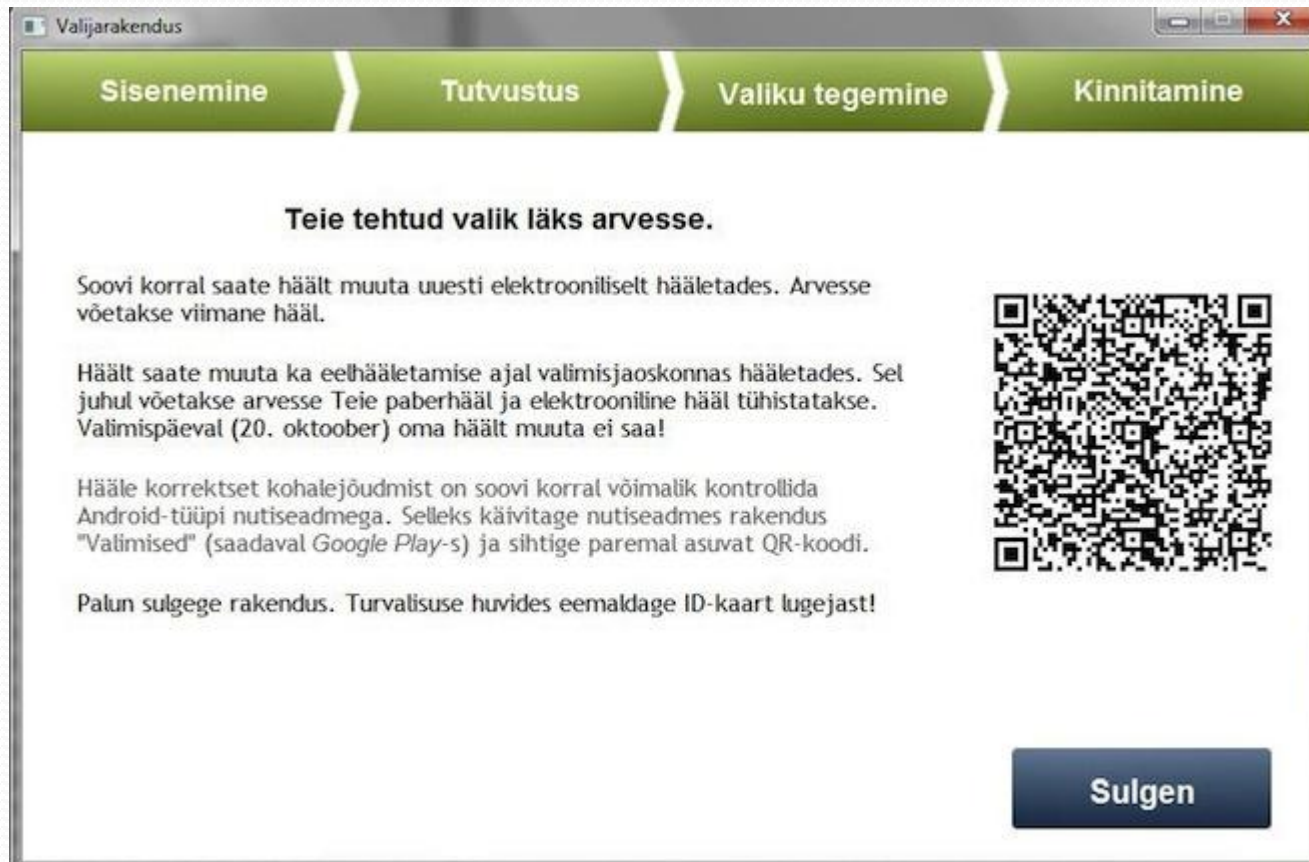 Valijarakendus
Sisenemine
Tutvustus
Valiku tegemine
Kinnitamine
Teie tehtud valik läks arvesse.
Soovi korral saate häält muuta uuesti elektrooniliselt hääletades. Arvesse
võetakse viimane hääl.
Häält saate muuta ka eelhääletamise ajal valimisjaoskonnas hääletades. Sel
juhul võetakse arvesse Teie paberhääl ja elektrooniline hääl tühistatakse.
Valimispäeval (20. oktoober) oma häält muuta ei saa!
Hääle korrektset kohalejõudmist on soovi korral võimalik kontrollida
Android-tüüpi nutiseadmega. Selleks käivitage nutiseadmes rakendus
"Valimised" (saadaval Google Play-s) ja sihtige paremal asuvat QR-koodi.
Palun sulgege rakendus. Turvalisuse huvides eemaldage ID-kaart lugejast!
Sulgen